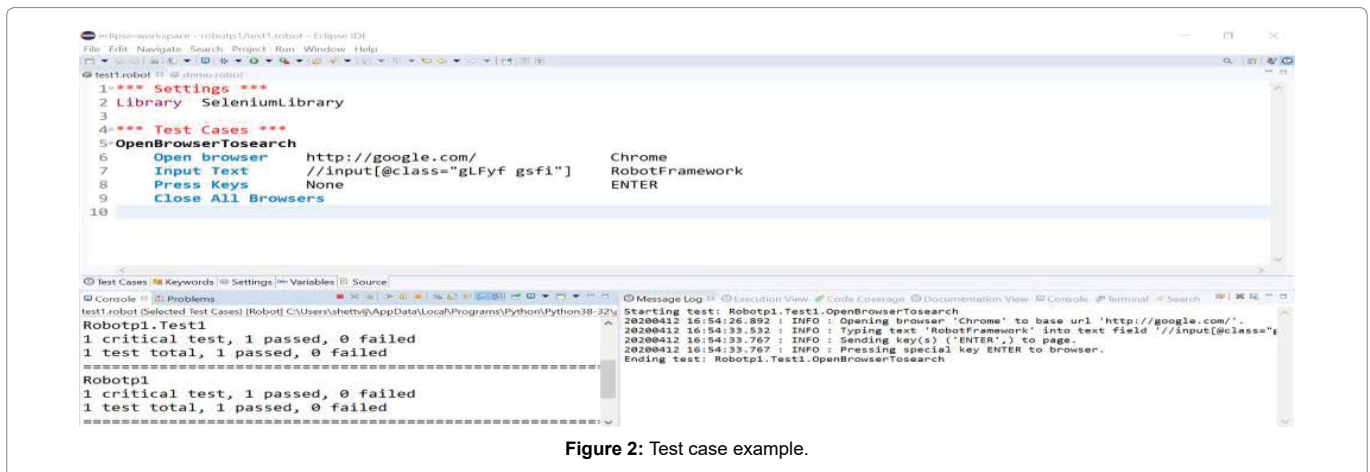 eclipse-workspace - robotp1/test1.robot - Eclipse IDE
File Edit Navigate Search Project Run Window Help
test1.robot demo.robot
1 *** Settings ***
2 Library SeleniumLibrary
3
4 *** Test Cases ***
5 OpenBrowserTosearch
6 Open browser http://google.com/ Chrome
7 Input Text //input[@class="gLFyf gsfi"] RobotFramework
8 Press Keys None ENTER
9 Close All Browsers
10
Test Cases Keywords Settings Variables Source
Console Problems
test1.robot (Selected Test Cases) [Robot] C:\Users\shettvij\AppData\Local\Programs\Python\Python38-32\
Robotp1.Test1
1 critical test, 1 passed, 0 failed
1 test total, 1 passed, 0 failed
==========================================================
Robotp1
1 critical test, 1 passed, 0 failed
1 test total, 1 passed, 0 failed
==========================================================
Message Log Execution View Code Coverage Documentation View Console Terminal Search
Starting test: Robotp1.Test1.OpenBrowserTosearch
20200412 16:54:26.892 : INFO : Opening browser 'Chrome' to base url 'http://google.com/'.
20200412 16:54:33.532 : INFO : Typing text 'RobotFramework' into text field '//input[@class="g
20200412 16:54:33.767 : INFO : Sending key(s) ('ENTER',) to page.
20200412 16:54:33.767 : INFO : Pressing special key ENTER to browser.
Ending test: Robotp1.Test1.OpenBrowserTosearch
Figure 2: Test case example.